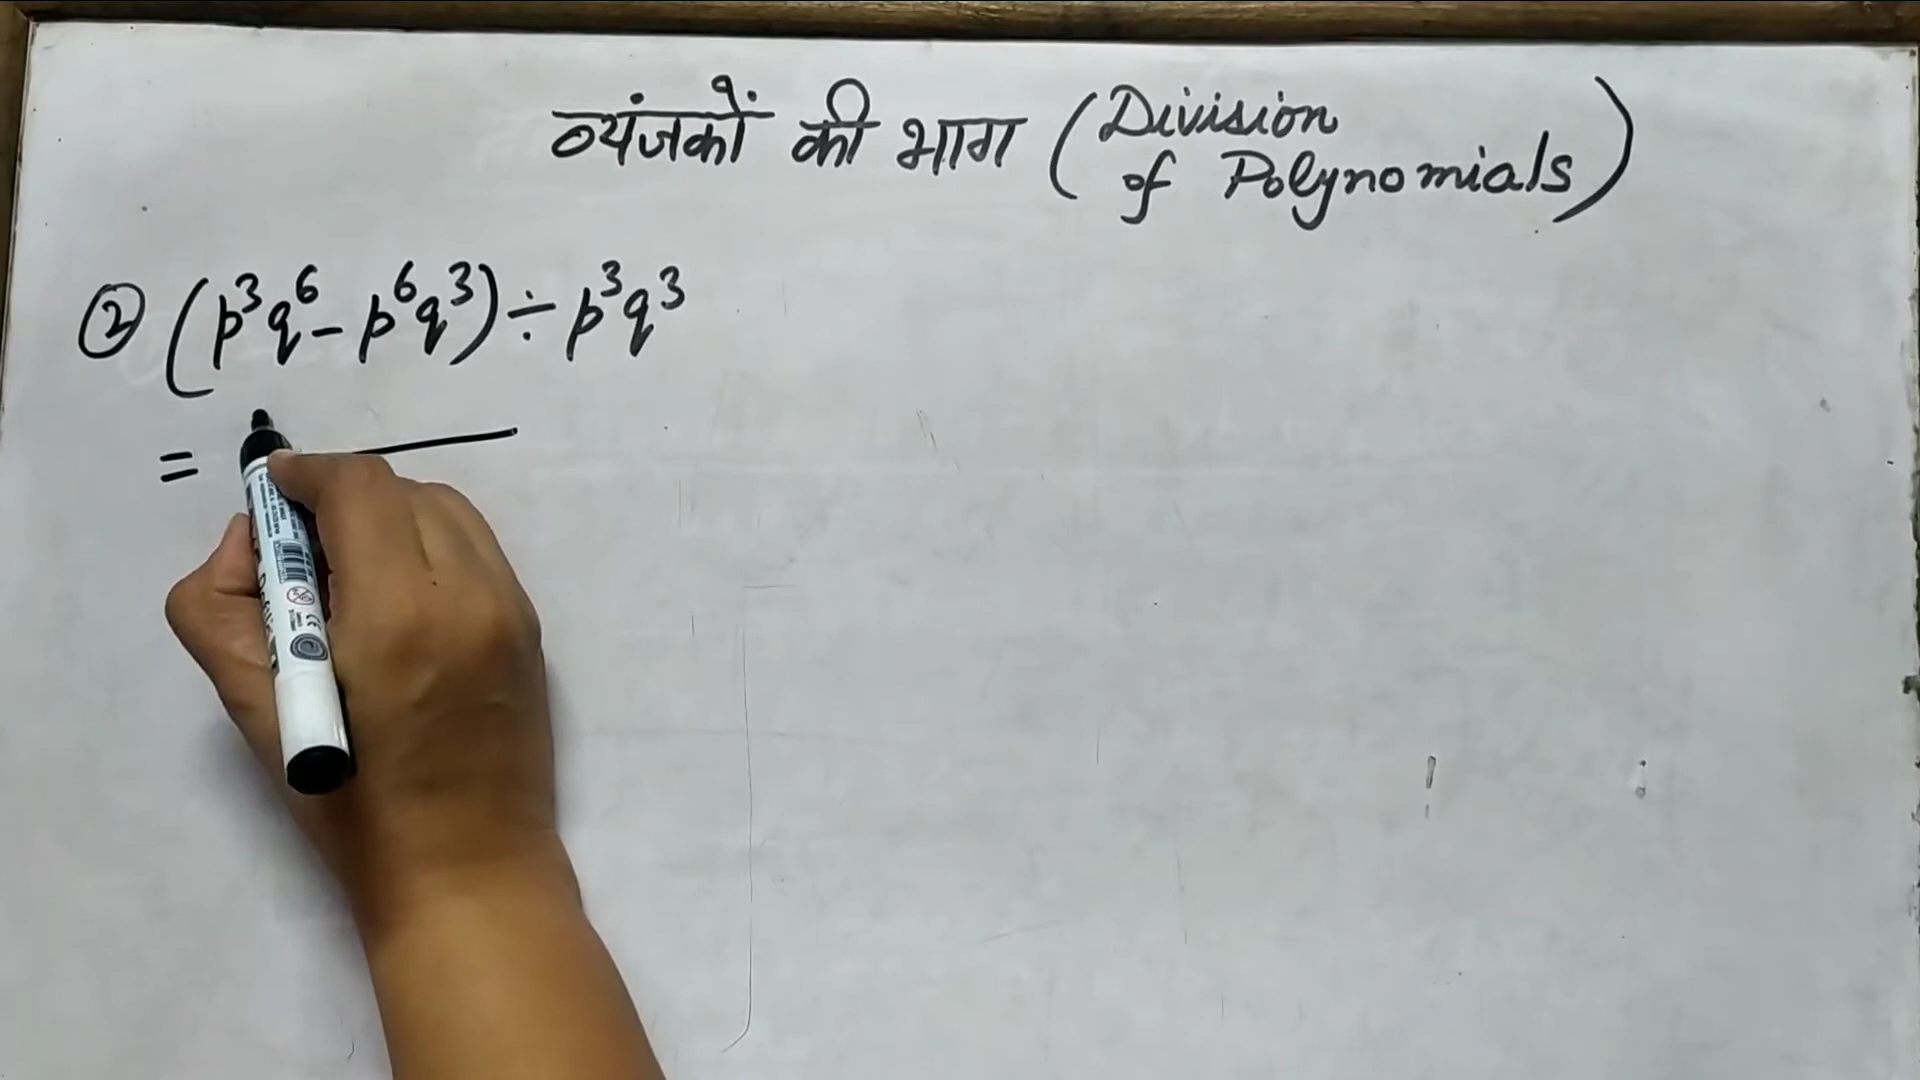 व्यंजकों की भाग (Division of Polynomials)
② (p³q⁶ - p⁶q³) ÷ p³q³
=